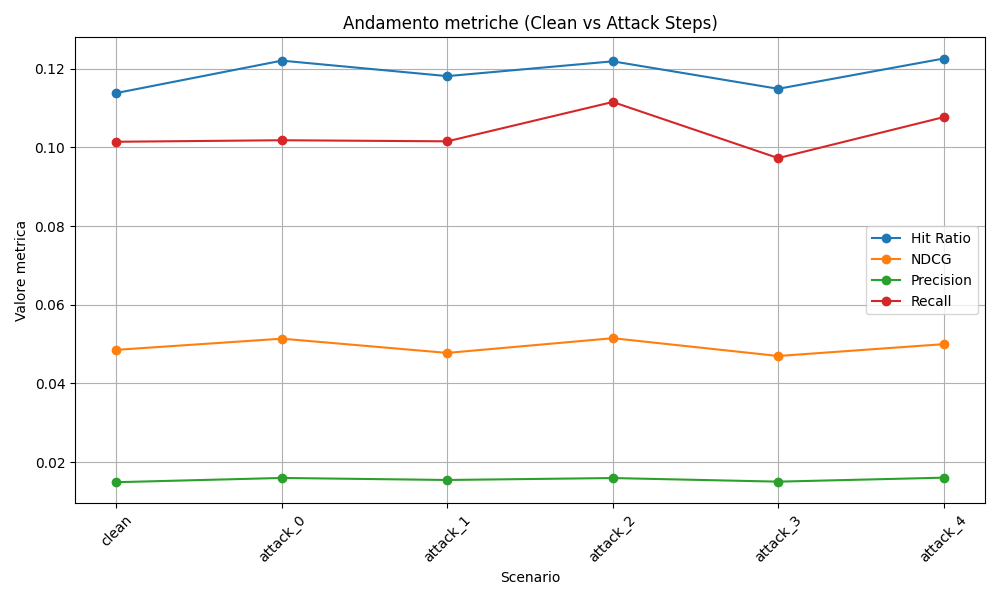 Andamento metriche (Clean vs Attack Steps)
Valore metrica
0.12
0.10
0.08
0.06
0.04
0.02
Hit Ratio
NDCG
Precision
Recall
clean
attack_0
attack_1
attack_2
attack_3
attack_4
Scenario